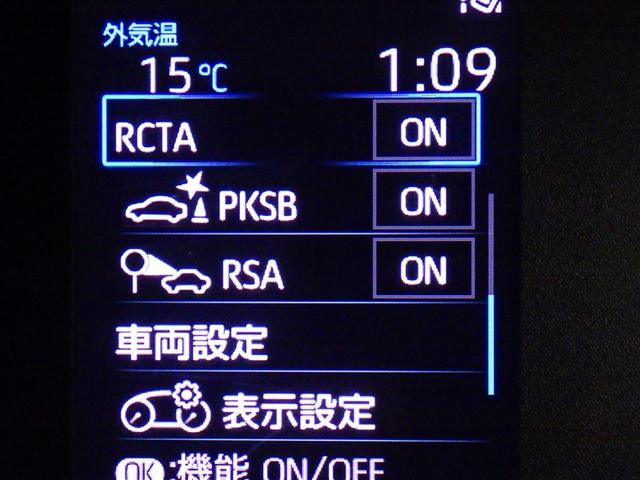 外気温
15℃ 1:09
RCTA ON
PKSB ON
RSA ON
車両設定
表示設定
OK:機能 ON/OFF